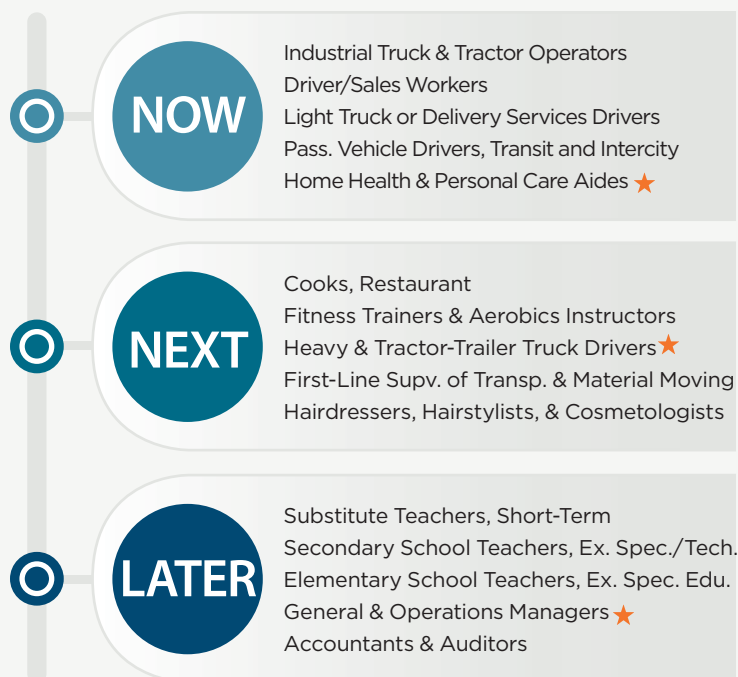 NOW
Industrial Truck & Tractor Operators
Driver/Sales Workers
Light Truck or Delivery Services Drivers
Pass. Vehicle Drivers, Transit and Intercity
Home Health & Personal Care Aides
NEXT
Cooks, Restaurant
Fitness Trainers & Aerobics Instructors
Heavy & Tractor-Trailer Truck Drivers
First-Line Supv. of Transp. & Material Moving
Hairdressers, Hairstylists, & Cosmetologists
LATER
Substitute Teachers, Short-Term
Secondary School Teachers, Ex. Spec./Tech.
Elementary School Teachers, Ex. Spec. Edu.
General & Operations Managers
Accountants & Auditors